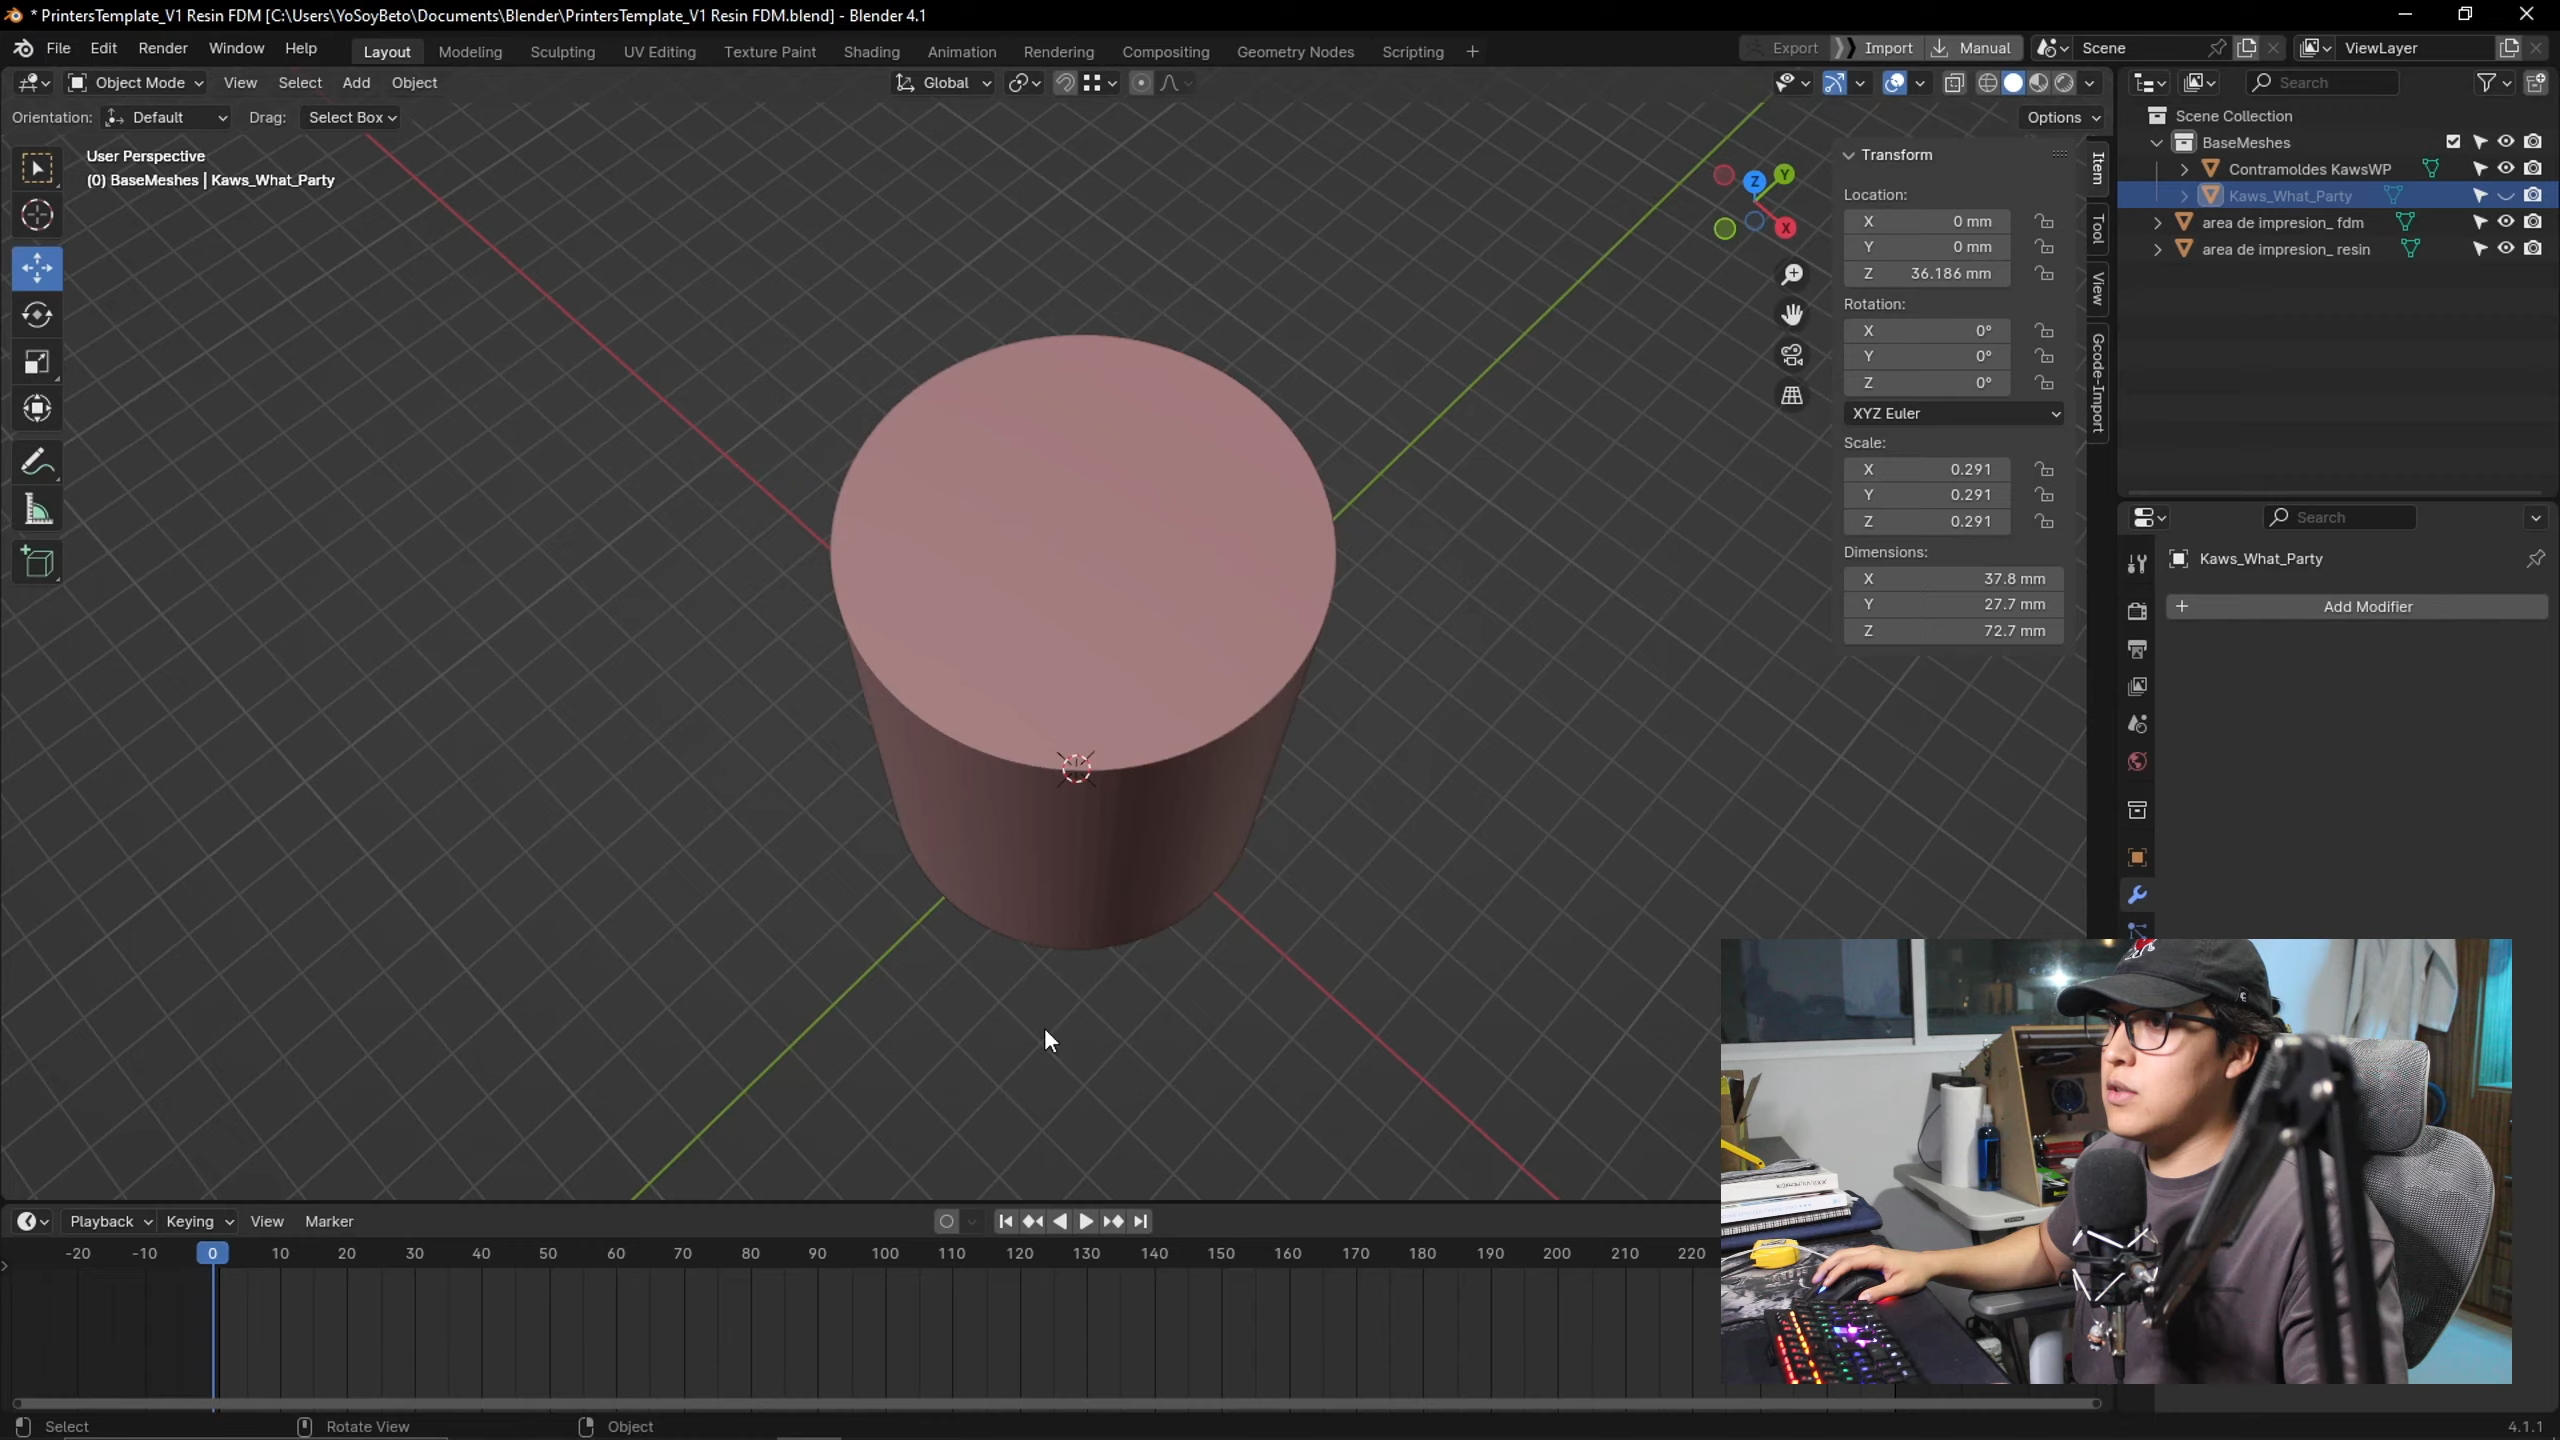 * PrintersTemplate_V1 Resin FDM [C:\Users\YoSoyBeto\Documents\Blender\PrintersTemplate_V1 Resin FDM.blend] - Blender 4.1
File Edit Render Window Help
Layout Modeling Sculpting UV Editing Texture Paint Shading Animation Rendering Compositing Geometry Nodes Scripting +
Export Import Manual Scene ViewLayer
Object Mode View Select Add Object
Global
Search
Orientation: Default Drag: Select Box
Options
User Perspective
(0) BaseMeshes | Kaws_What_Party
Z
Y
X
Transform
Location:
X 0 mm
Y 0 mm
Z 36.186 mm
Rotation:
X 0°
Y 0°
Z 0°
XYZ Euler
Scale:
X 0.291
Y 0.291
Z 0.291
Dimensions:
X 37.8 mm
Y 27.7 mm
Z 72.7 mm
Item
Tool
View
Gcode-Import
Scene Collection
BaseMeshes
Contramoldes KawsWP
Kaws_What_Party
area de impresion_ fdm
area de impresion_ resin
Search
Kaws_What_Party
+ Add Modifier
Playback Keying View Marker
-20 -10 0 10 20 30 40 50 60 70 80 90 100 110 120 130 140 150 160 170 180 190 200 210 220
Select Rotate View Object
4.1.1